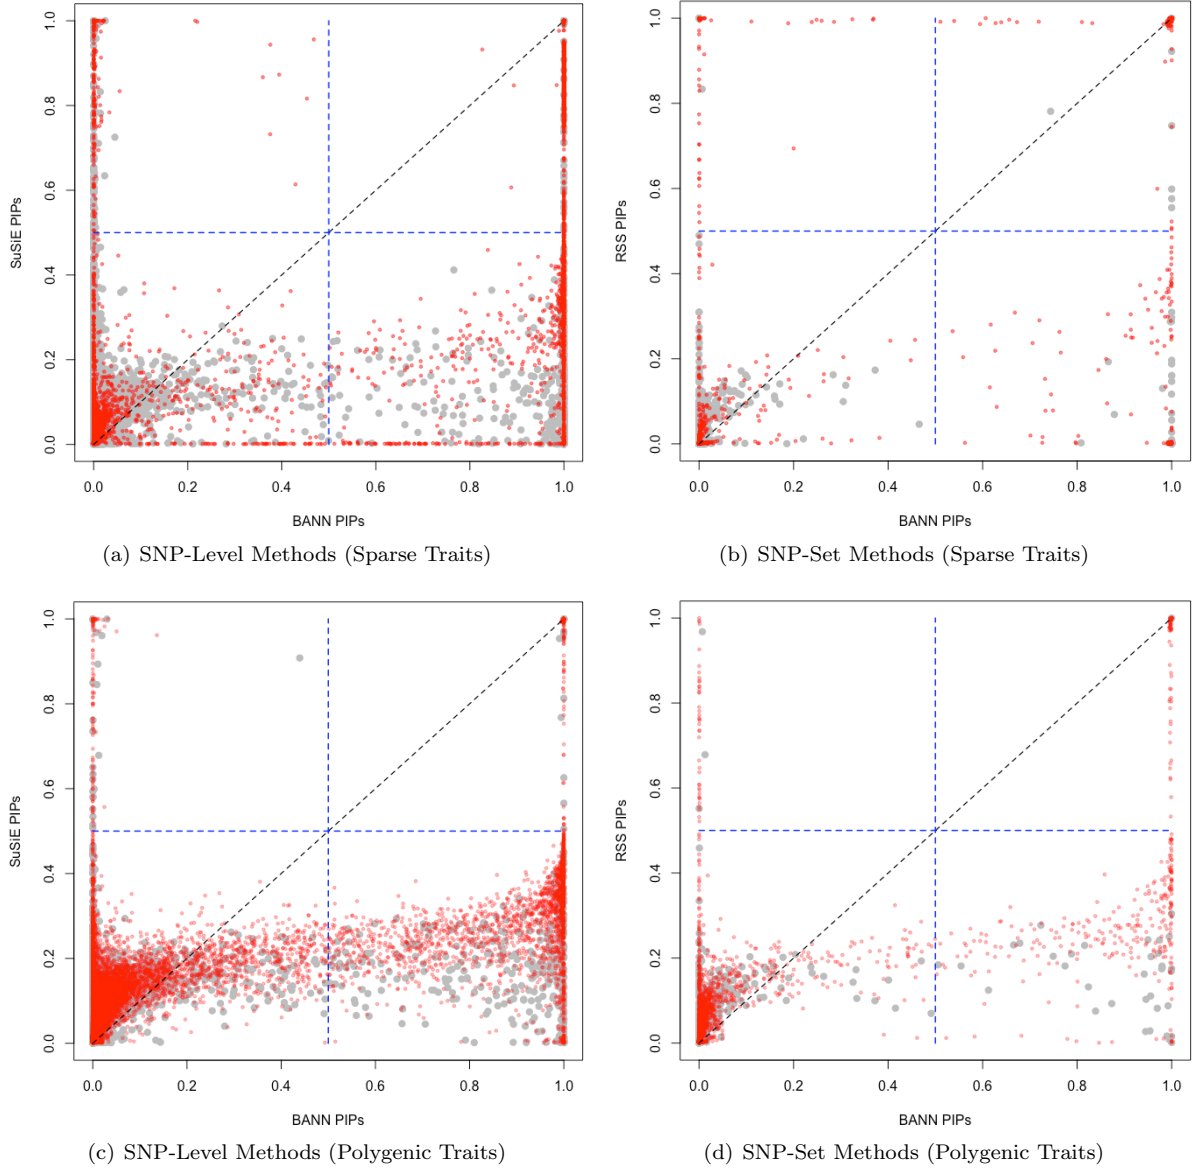 1.0
0.8
0.6
0.4
0.2
0.0
SuSiE PIPs
0.0 0.2 0.4 0.6 0.8 1.0
BANN PIPs
(a) SNP-Level Methods (Sparse Traits)
1.0
0.8
0.6
0.4
0.2
0.0
RSS PIPs
0.0 0.2 0.4 0.6 0.8 1.0
BANN PIPs
(b) SNP-Set Methods (Sparse Traits)
1.0
0.8
0.6
0.4
0.2
0.0
SuSiE PIPs
0.0 0.2 0.4 0.6 0.8 1.0
BANN PIPs
(c) SNP-Level Methods (Polygenic Traits)
1.0
0.8
0.6
0.4
0.2
0.0
RSS PIPs
0.0 0.2 0.4 0.6 0.8 1.0
BANN PIPs
(d) SNP-Set Methods (Polygenic Traits)